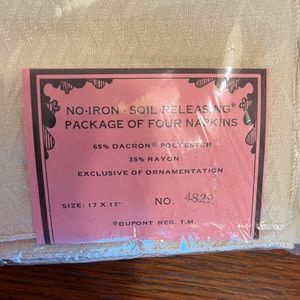 NO-IRON - SOIL RELEASING*
PACKAGE OF FOUR NAPKINS
65% DACRON® POLYESTER
35% RAYON
EXCLUSIVE OF ORNAMENTATION
SIZE: 17 X 17" NO. 4829
®DUPONT REG. T.M.